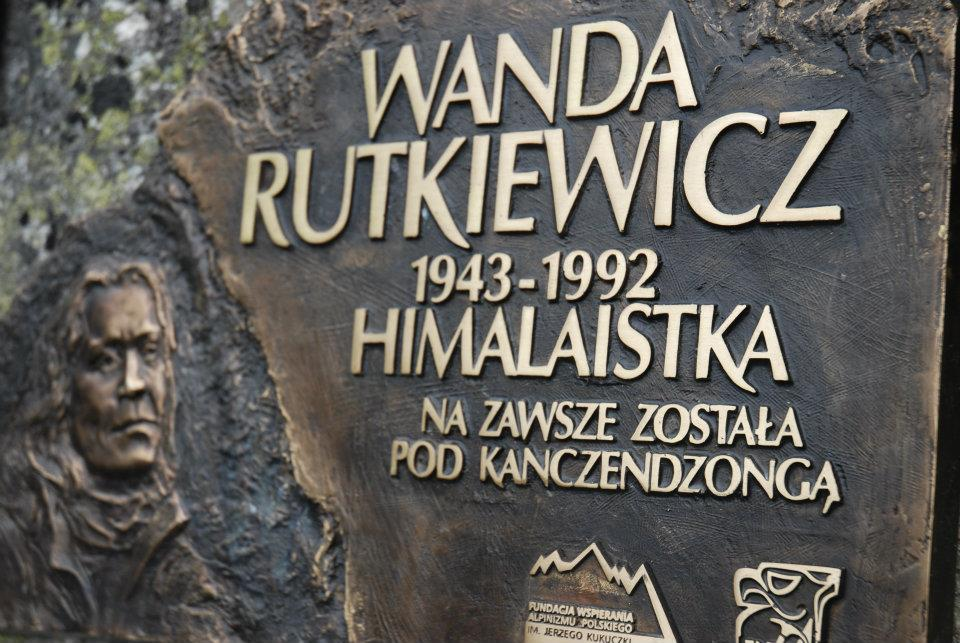 WANDA
RUTKIEWICZ
1943-1992
HIMALAISTKA
NA ZAWSZE ZOSTAŁA
POD KANCZENDZONGĄ
FUNDACJA WSPIERANIA
ALPINIZMU POLSKIEGO
IM. JERZEGO KUKUCZKI